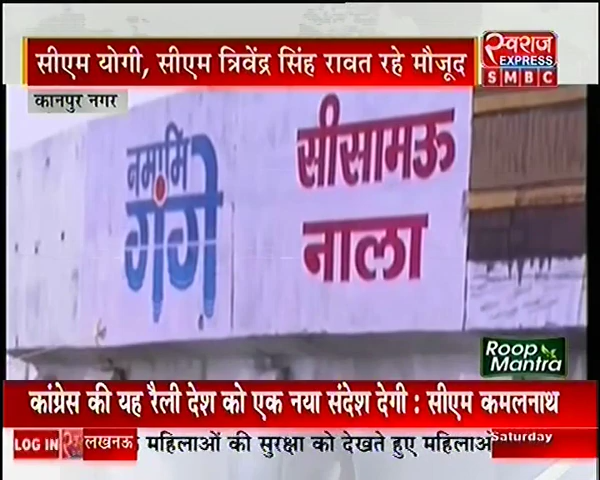 सीएम योगी, सीएम त्रिवेंद्र सिंह रावत रहे मौजूद
स्वराज
EXPRESS
SMBC
कानपुर नगर
नमामि
गंगे
सीसामऊ
नाला
Roop
Mantra
कांग्रेस की यह रैली देश को एक नया संदेश देगी : सीएम कमलनाथ
LOG IN लखनऊ महिलाओं की सुरक्षा को देखते हुए महिलाओं Saturday